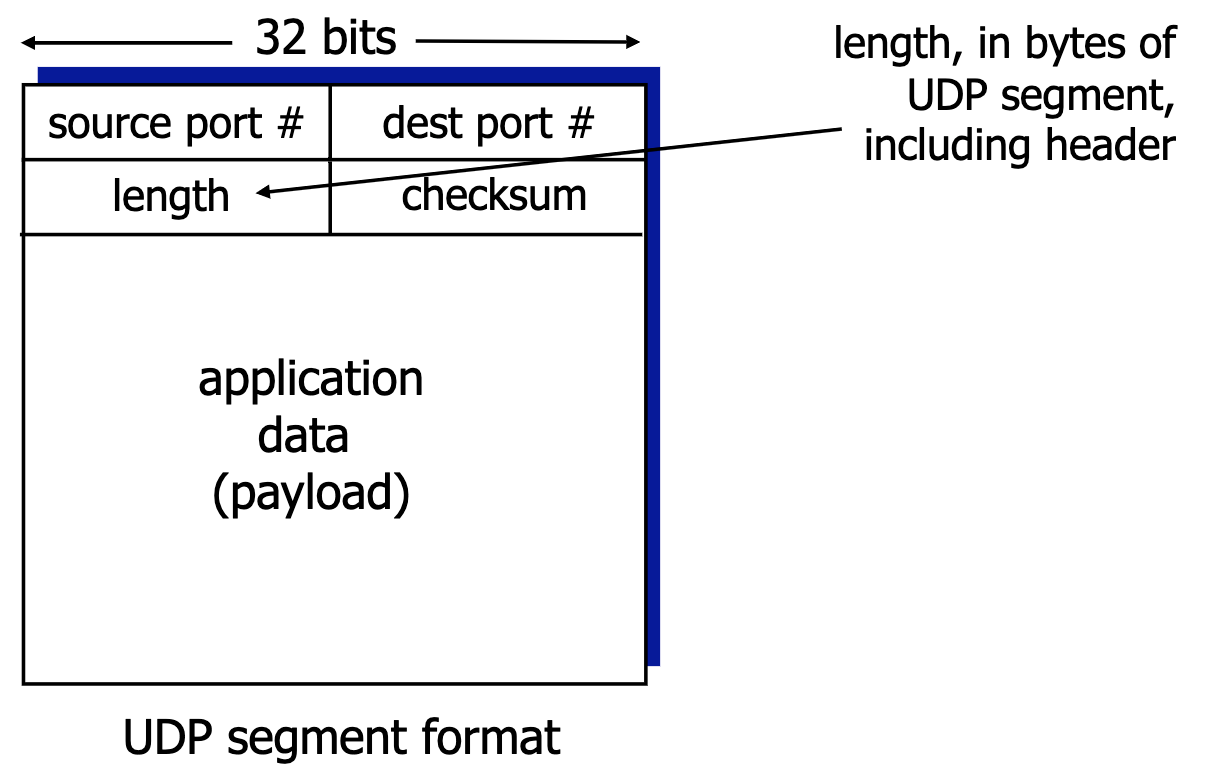 32 bits
length, in bytes of
UDP segment,
including header
source port #
dest port #
length
checksum
application
data
(payload)
UDP segment format